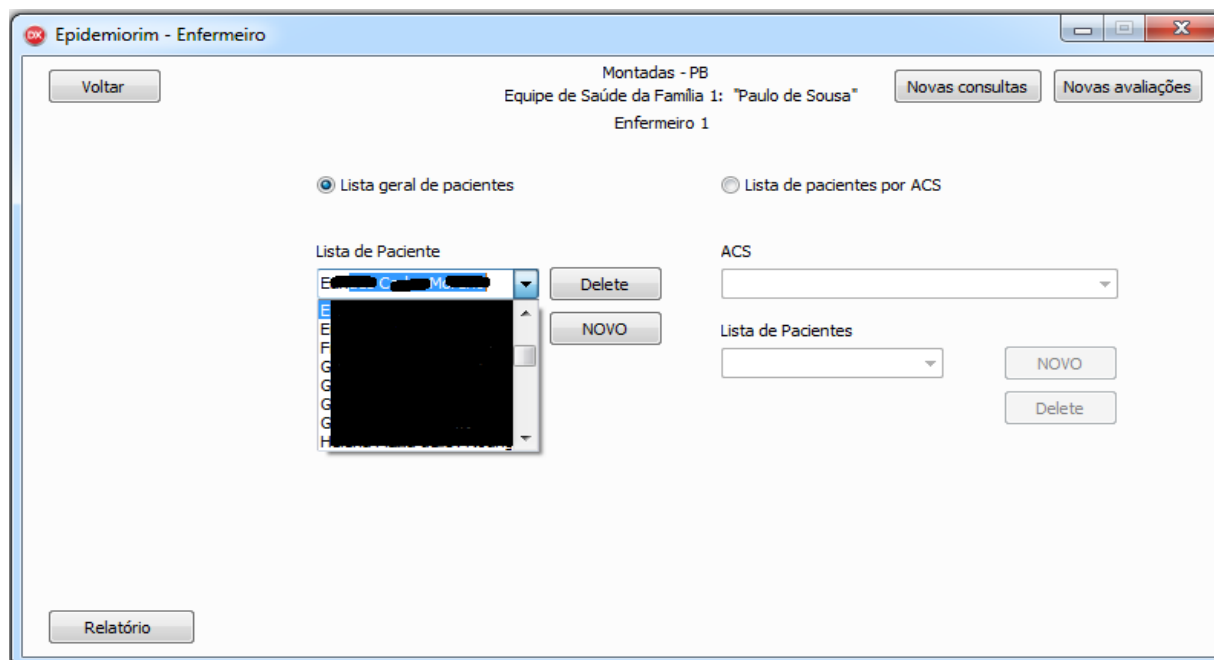 Epidemiorim - Enfermeiro
Voltar
Montadas - PB
Equipe de Saúde da Família 1: "Paulo de Sousa"
Enfermeiro 1
Novas consultas
Novas avaliações
Lista geral de pacientes
Lista de pacientes por ACS
Lista de Paciente
ACS
Delete
NOVO
Lista de Pacientes
NOVO
Delete
Relatório